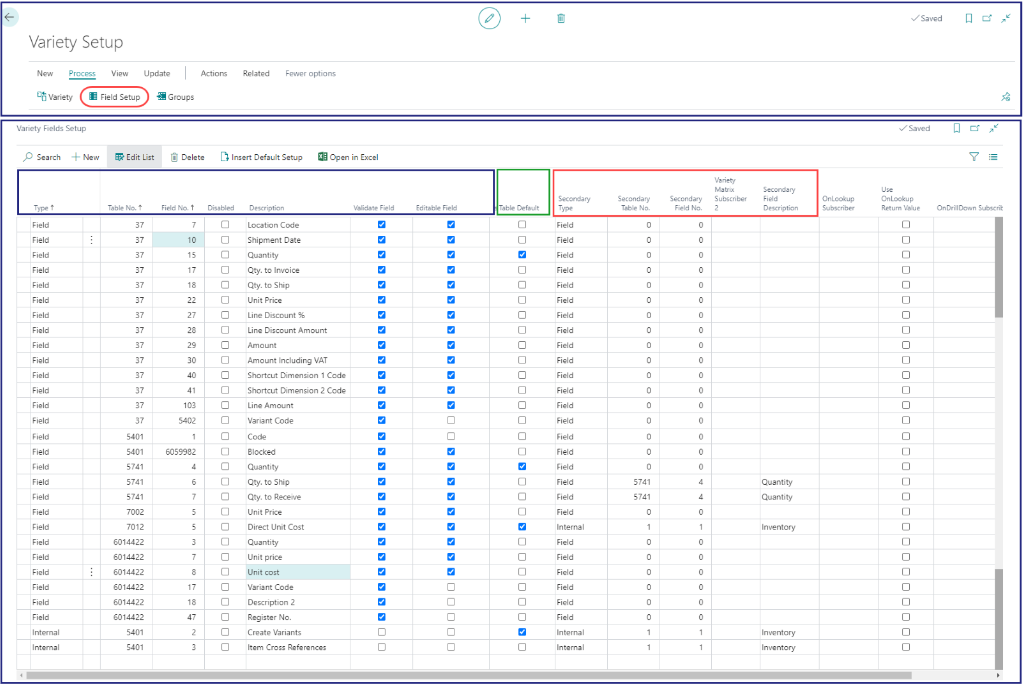 Saved
Variety Setup
New Process View Update Actions Related Fewer options
Variety Field Setup Groups
Variety Fields Setup Saved
Search New Edit List Delete Insert Default Setup Open in Excel
Type ↑ Table No. ↑ Field No. ↑ Disabled Description Validate Field Editable Field Table Default Secondary Type Secondary Table No. Secondary Field No. Variety Matrix Subscriber 2 Secondary Field Description OnLookup Subscriber Use OnLookup Return Value OnDrillDown Subscrib
Field 37 7 Location Code Field 0 0
Field 37 10 Shipment Date Field 0 0
Field 37 15 Quantity Field 0 0
Field 37 17 Qty. to Invoice Field 0 0
Field 37 18 Qty. to Ship Field 0 0
Field 37 22 Unit Price Field 0 0
Field 37 27 Line Discount % Field 0 0
Field 37 28 Line Discount Amount Field 0 0
Field 37 29 Amount Field 0 0
Field 37 30 Amount Including VAT Field 0 0
Field 37 40 Shortcut Dimension 1 Code Field 0 0
Field 37 41 Shortcut Dimension 2 Code Field 0 0
Field 37 103 Line Amount Field 0 0
Field 37 5402 Variant Code Field 0 0
Field 5401 1 Code Field 0 0
Field 5401 6059982 Blocked Field 0 0
Field 5741 4 Quantity Field 0 0
Field 5741 6 Qty. to Ship Field 5741 4 Quantity
Field 5741 7 Qty. to Receive Field 5741 4 Quantity
Field 7002 5 Unit Price Field 0 0
Field 7012 5 Direct Unit Cost Internal 1 1 Inventory
Field 6014422 3 Quantity Field 0 0
Field 6014422 7 Unit price Field 0 0
Field 6014422 8 Unit cost Field 0 0
Field 6014422 17 Variant Code Field 0 0
Field 6014422 18 Description 2 Field 0 0
Field 6014422 47 Register No. Field 0 0
Internal 5401 2 Create Variants Internal 1 1 Inventory
Internal 5401 3 Item Cross References Internal 1 1 Inventory